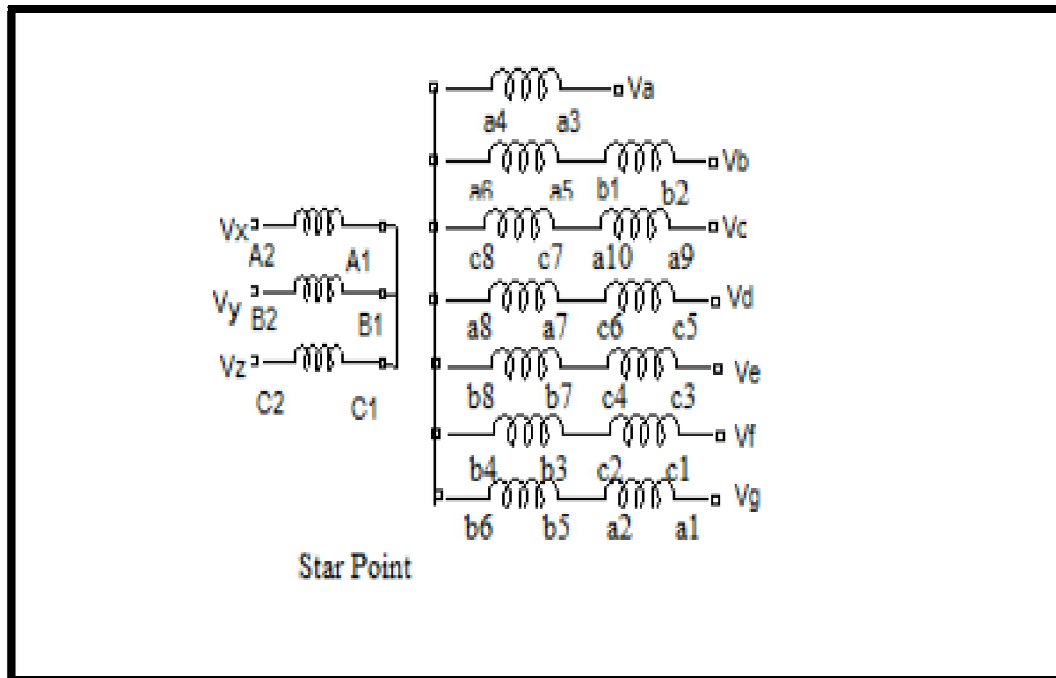 Va
a4 a3
Vb
a6 a5 b1 b2
Vx
A2 A1
Vc
c8 c7 a10 a9
Vy
B2 B1
Vd
a8 a7 c6 c5
Vz
C2 C1
Ve
b8 b7 c4 c3
Vf
b4 b3 c2 c1
Vg
b6 b5 a2 a1
Star Point